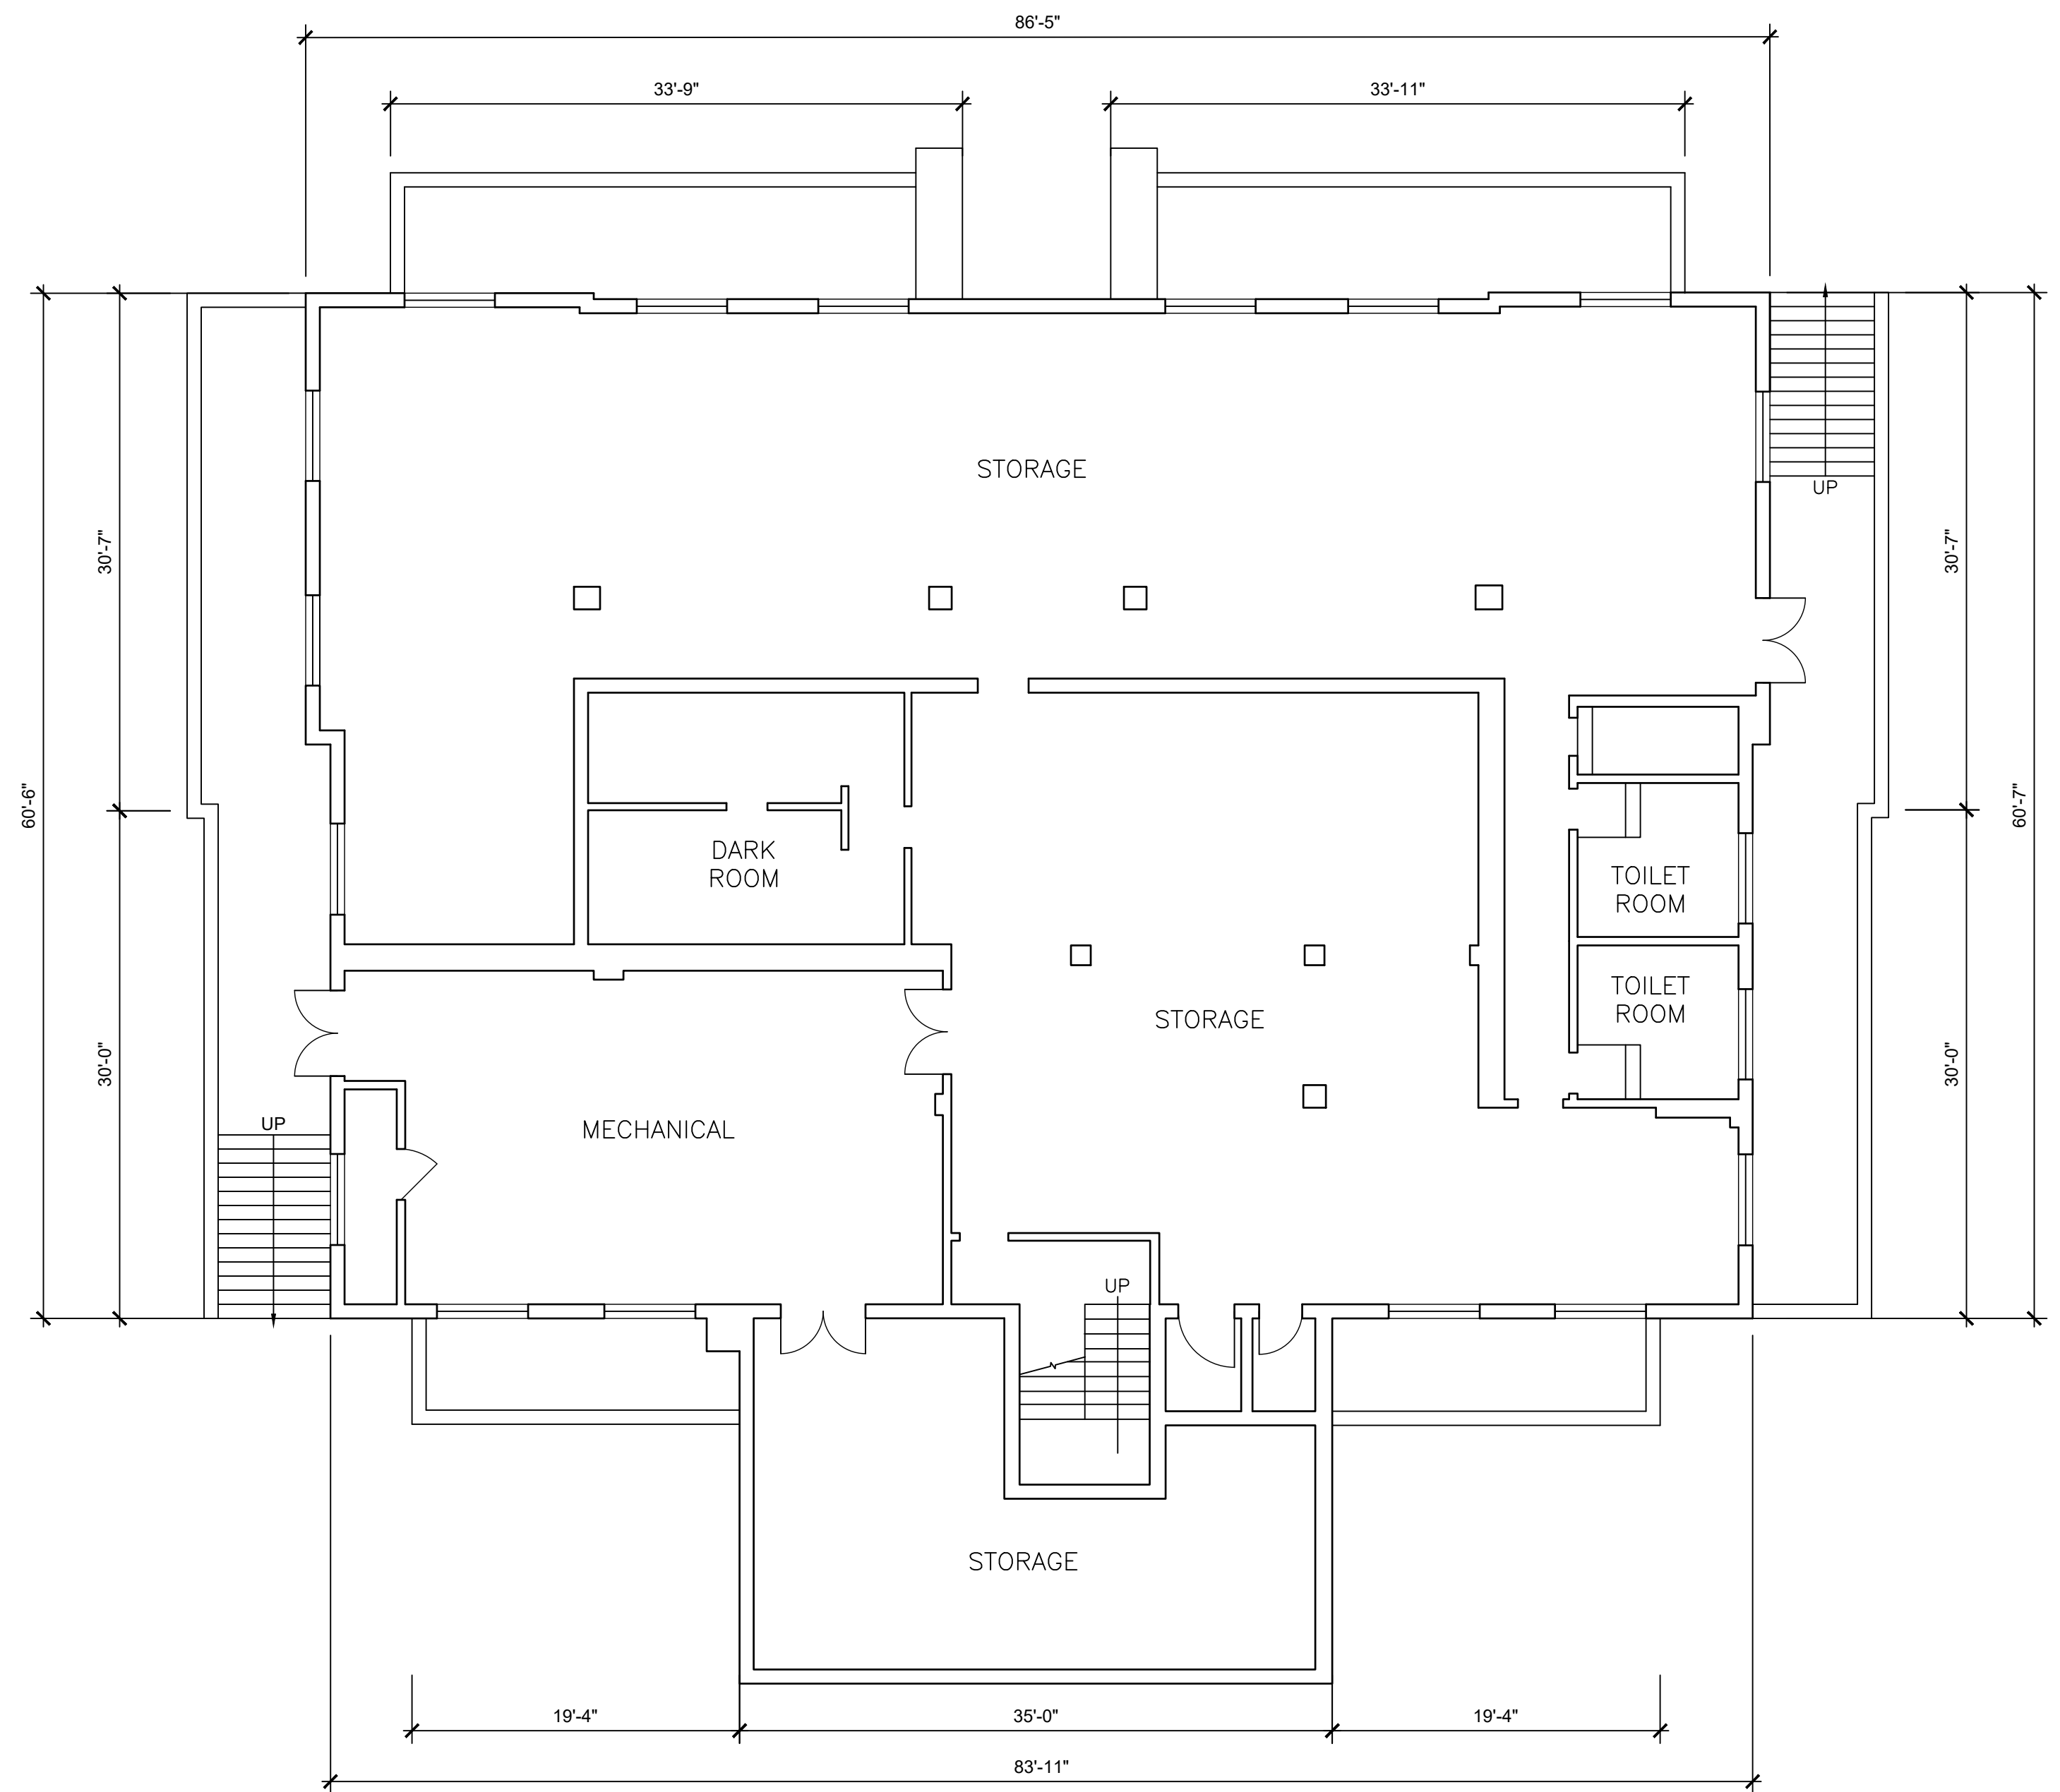 86'-5"
33'-9"
33'-11"
STORAGE
UP
30'-7"
30'-7"
60'-6"
60'-7"
DARK
ROOM
TOILET
ROOM
TOILET
ROOM
STORAGE
30'-0"
30'-0"
UP
MECHANICAL
UP
STORAGE
19'-4"
35'-0"
19'-4"
83'-11"